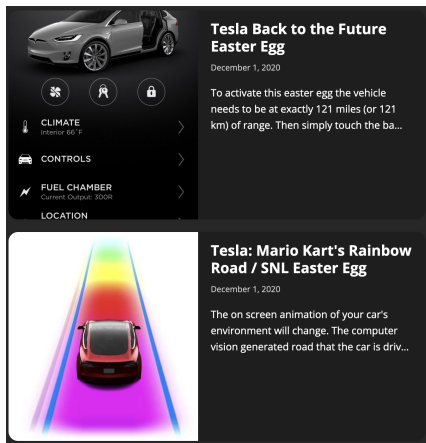 Tesla Back to the Future
Easter Egg
December 1, 2020
To activate this easter egg the vehicle
needs to be at exactly 121 miles (or 121
km) of range. Then simply touch the ba...
CLIMATE
Interior 66°F
CONTROLS
FUEL CHAMBER
Current Output: 300R
LOCATION
Tesla: Mario Kart's Rainbow
Road / SNL Easter Egg
December 1, 2020
The on screen animation of your car's
environment will change. The computer
vision generated road that the car is driv...